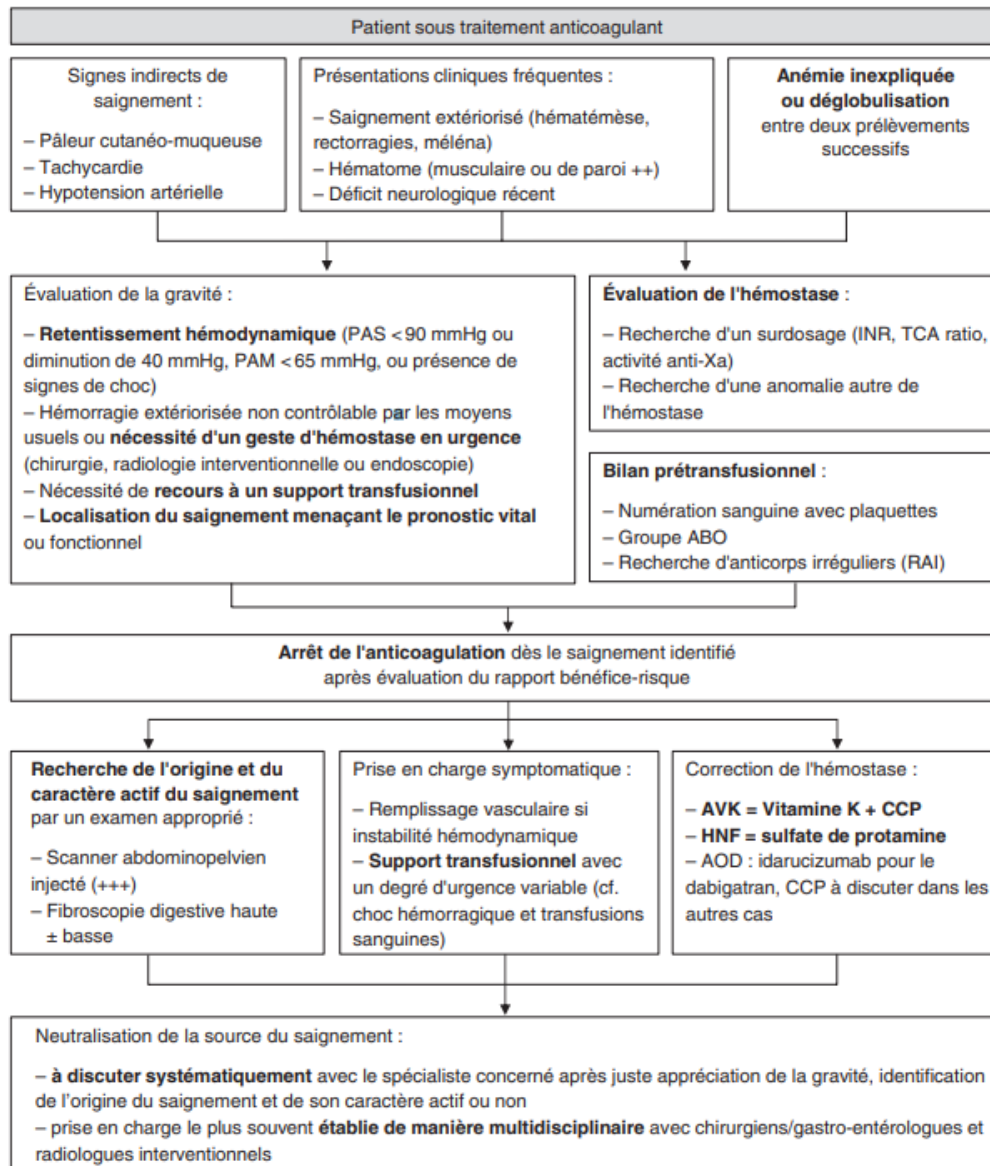 Patient sous traitement anticoagulant
Signes indirects de
saignement :
– Pâleur cutanéo-muqueuse
– Tachycardie
– Hypotension artérielle
Présentations cliniques fréquentes :
– Saignement extériorisé (hématémèse,
rectorragies, méléna)
– Hématome (musculaire ou de paroi ++)
– Déficit neurologique récent
Anémie inexpliquée
ou déglobulisation
entre deux prélèvements
successifs
Évaluation de la gravité :
– Retentissement hémodynamique (PAS < 90 mmHg ou
diminution de 40 mmHg, PAM < 65 mmHg, ou présence de
signes de choc)
– Hémorragie extériorisée non contrôlable par les moyens
usuels ou nécessité d'un geste d'hémostase en urgence
(chirurgie, radiologie interventionnelle ou endoscopie)
– Nécessité de recours à un support transfusionnel
– Localisation du saignement menaçant le pronostic vital
ou fonctionnel
Évaluation de l'hémostase :
– Recherche d'un surdosage (INR, TCA ratio,
activité anti-Xa)
– Recherche d'une anomalie autre de
l'hémostase
Bilan prétransfusionnel :
– Numération sanguine avec plaquettes
– Groupe ABO
– Recherche d'anticorps irréguliers (RAI)
Arrêt de l'anticoagulation dès le saignement identifié
après évaluation du rapport bénéfice-risque
Recherche de l'origine et du
caractère actif du saignement
par un examen approprié :
– Scanner abdominopelvien
injecté (+++)
– Fibroscopie digestive haute
± basse
Prise en charge symptomatique :
– Remplissage vasculaire si
instabilité hémodynamique
– Support transfusionnel avec
un degré d'urgence variable (cf.
choc hémorragique et transfusions
sanguines)
Correction de l'hémostase :
– AVK = Vitamine K + CCP
– HNF = sulfate de protamine
– AOD : idarucizumab pour le
dabigatran, CCP à discuter dans les
autres cas
Neutralisation de la source du saignement :
– à discuter systématiquement avec le spécialiste concerné après juste appréciation de la gravité, identification
de l'origine du saignement et de son caractère actif ou non
– prise en charge le plus souvent établie de manière multidisciplinaire avec chirurgiens/gastro-entérologues et
radiologues interventionnels